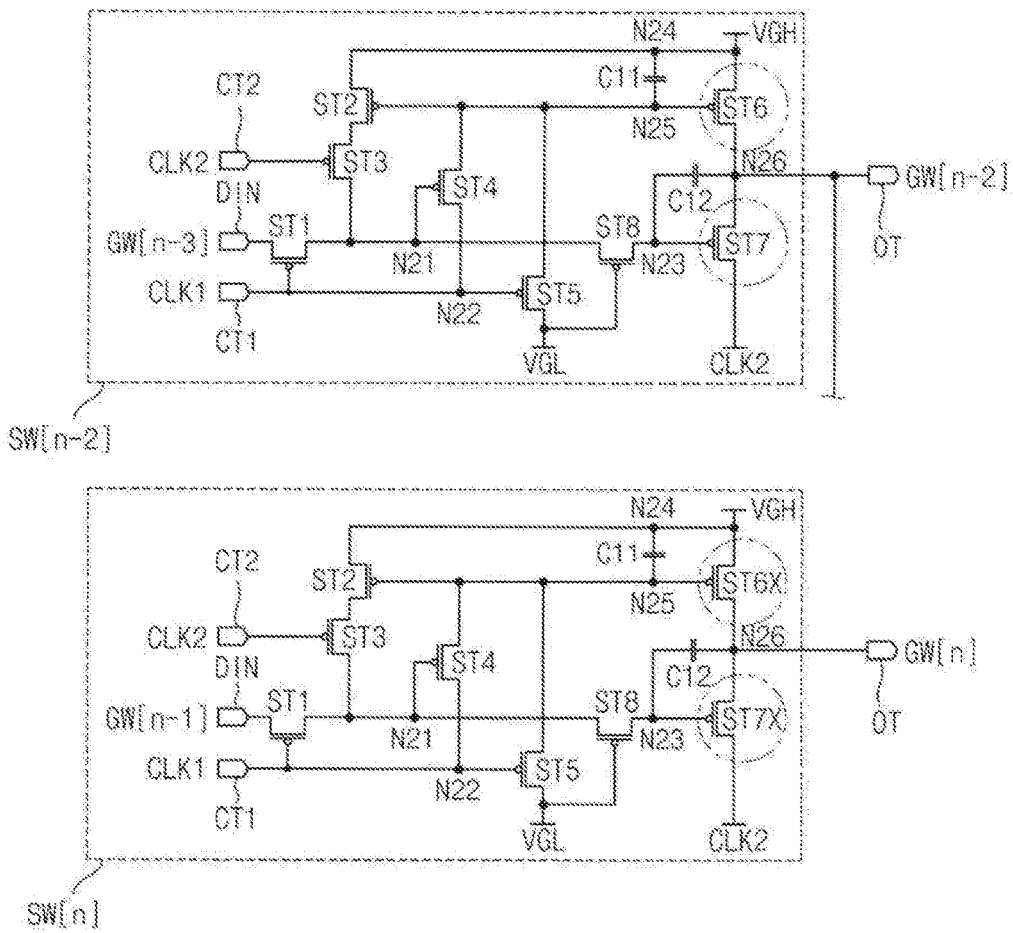 N24
VGH
C11
CT2
ST2
ST6
N25
CLK2
ST3
N26
DIN
ST4
C12
GW[n-2]
ST1
ST8
ST7
GW[n-3]
N21
N23
OT
CLK1
N22
ST5
CT1
VGL
CLK2
SW[n-2]
N24
VGH
C11
CT2
ST2
ST6X
N25
CLK2
ST3
N26
DIN
ST4
C12
GW[n]
ST1
ST8
ST7X
GW[n-1]
N21
N23
OT
CLK1
N22
ST5
CT1
VGL
CLK2
SW[n]